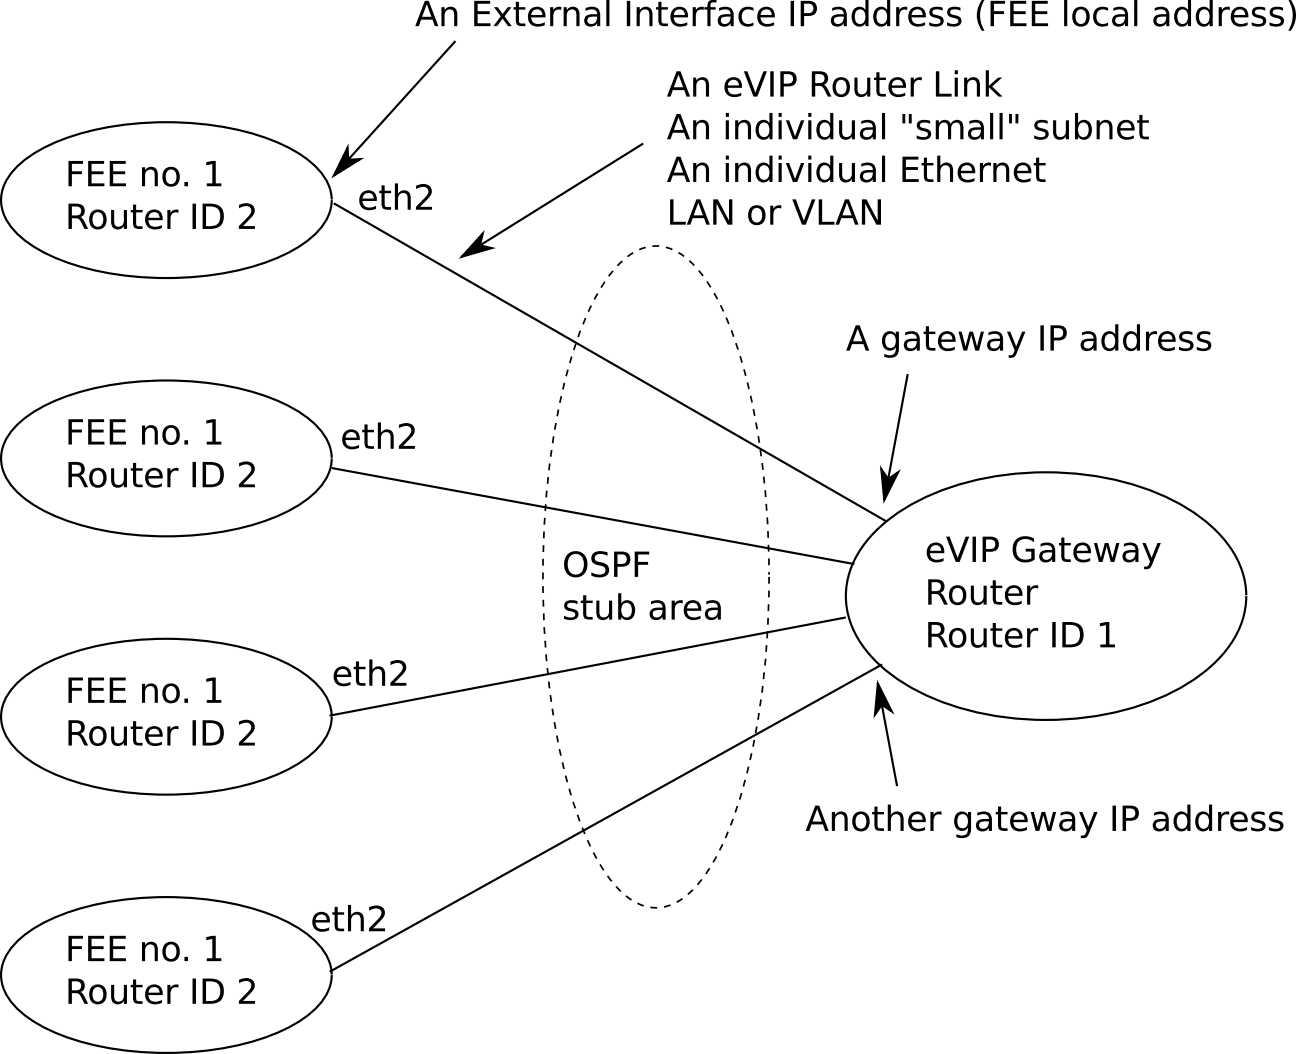 An External Interface IP address (FEE local address)
An eVIP Router Link
An individual "small" subnet
An individual Ethernet
LAN or VLAN
FEE no. 1
Router ID 2
eth2
A gateway IP address
FEE no. 1
Router ID 2
eth2
eVIP Gateway
Router
Router ID 1
OSPF
stub area
FEE no. 1
Router ID 2
eth2
Another gateway IP address
FEE no. 1
Router ID 2
eth2